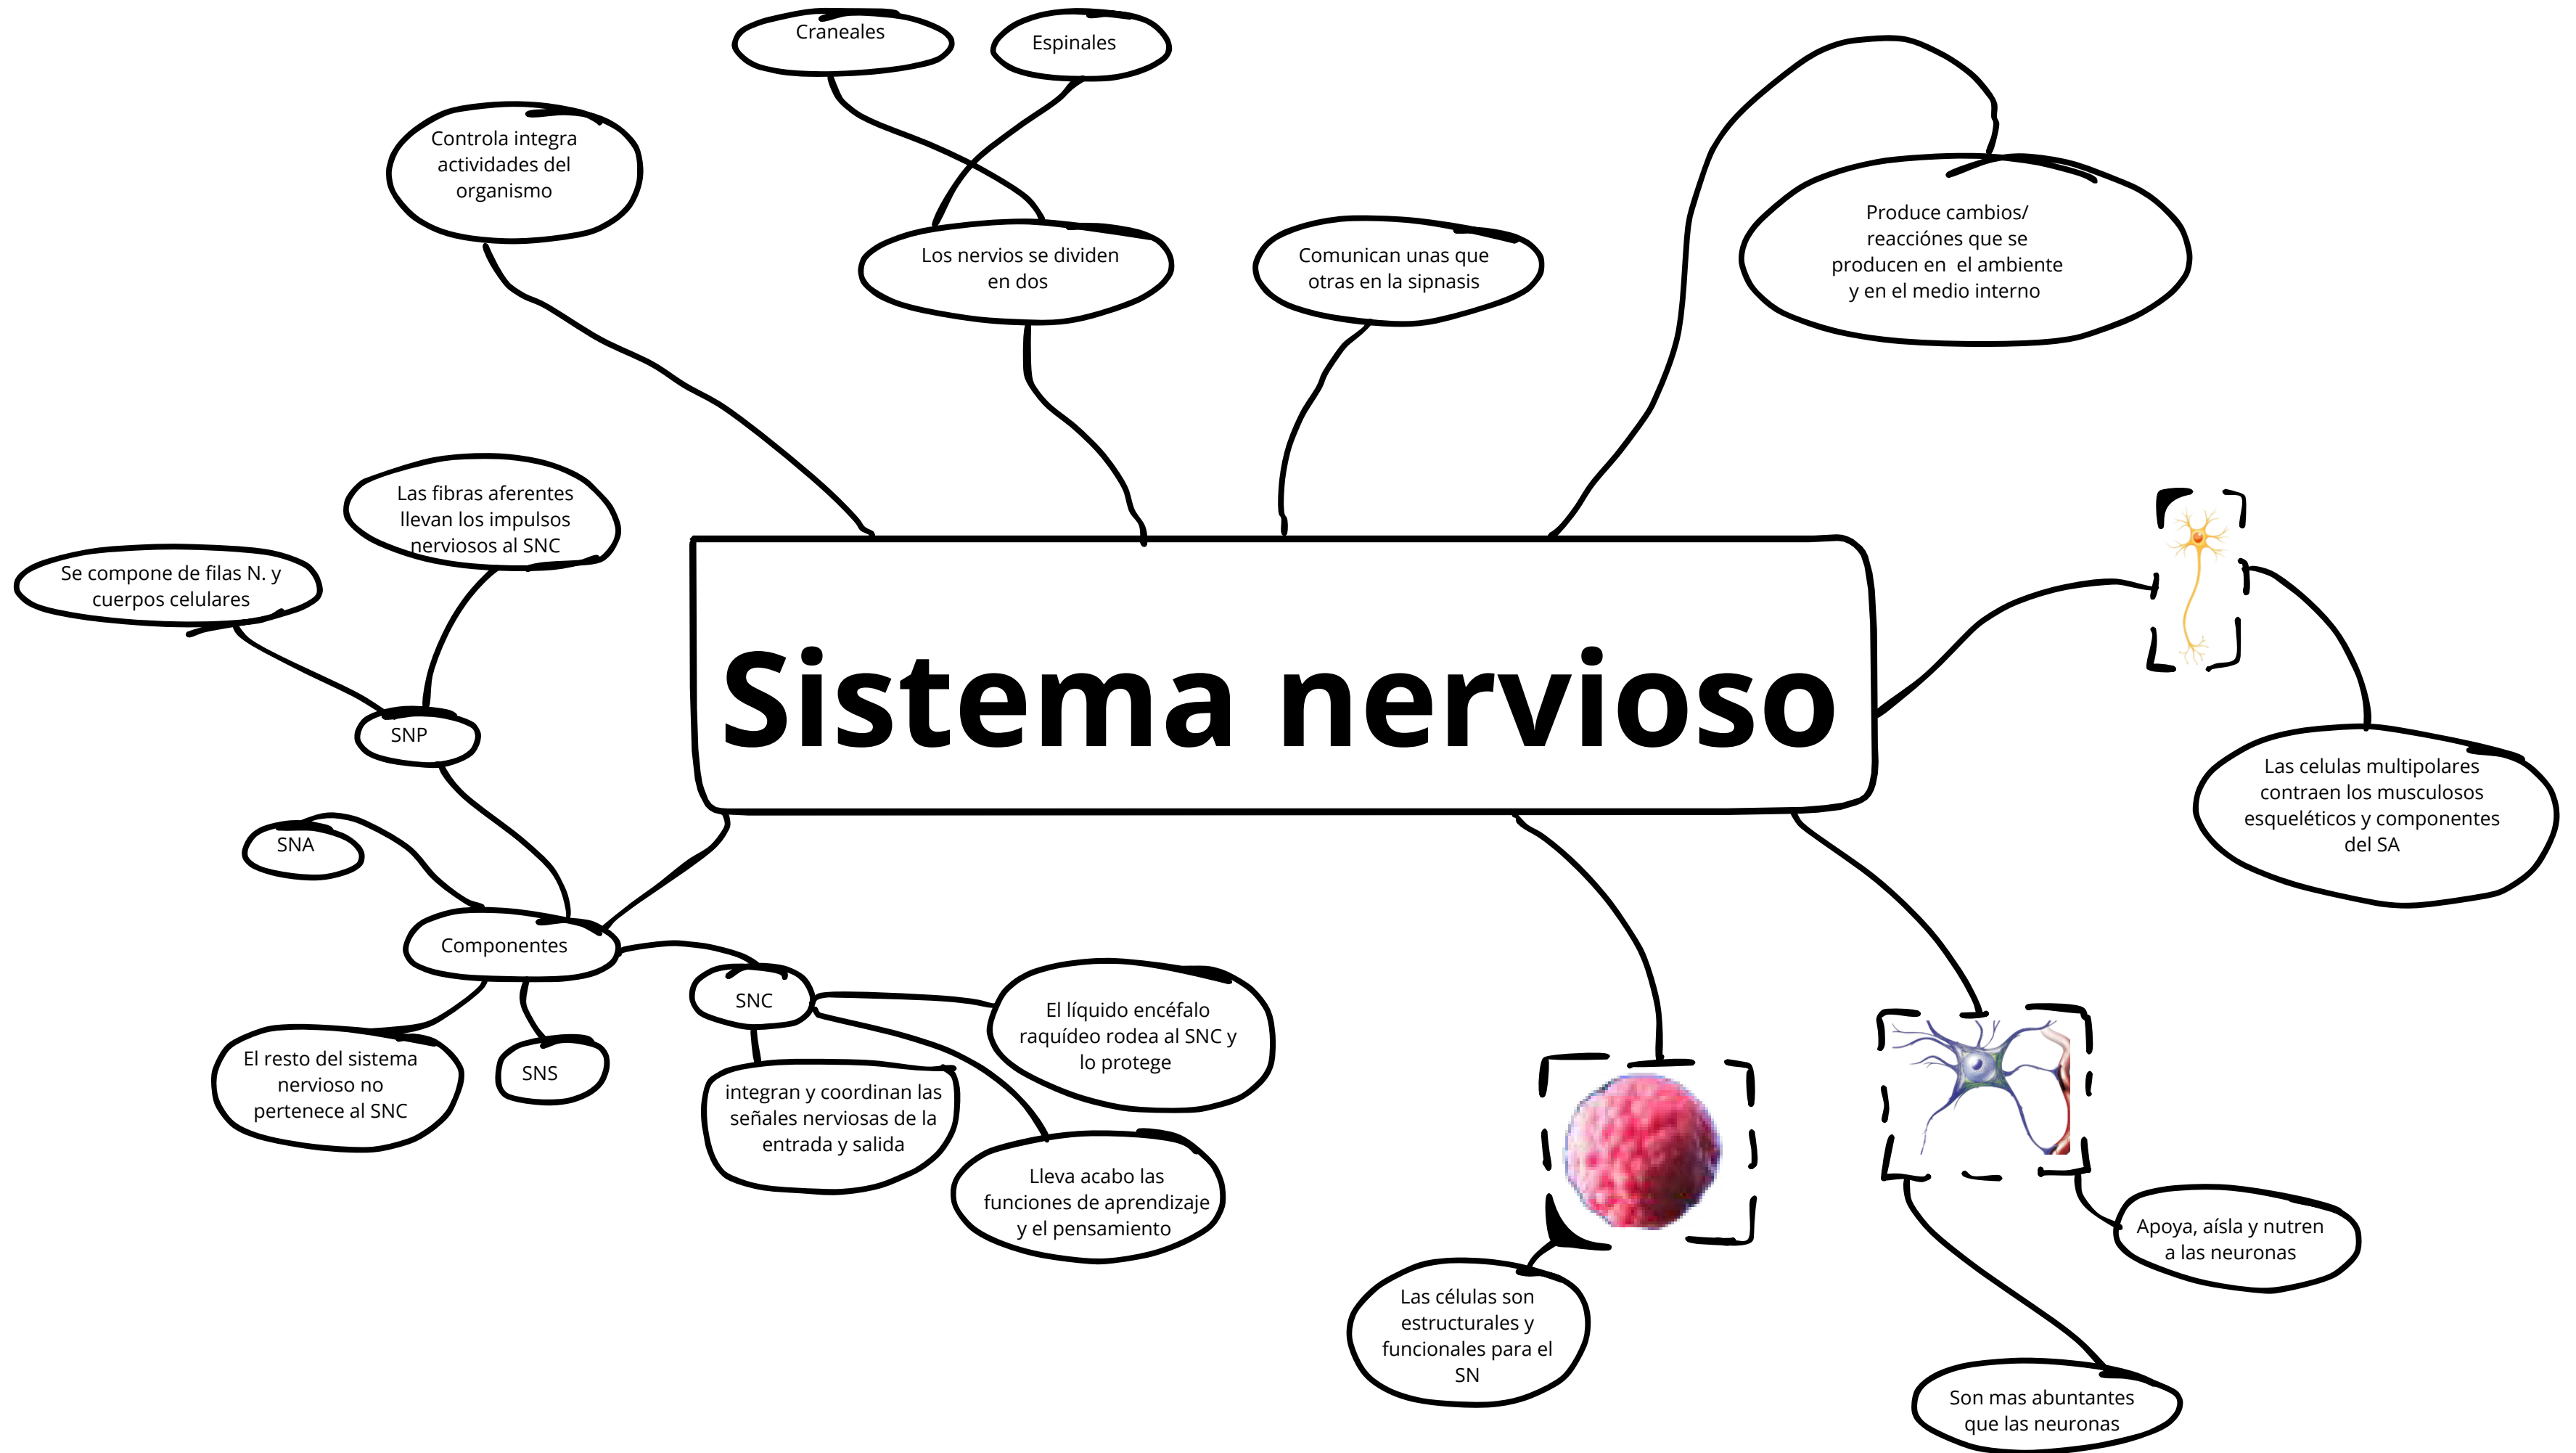 Craneales
Espinales
Controla integra
actividades del
organismo
Los nervios se dividen
en dos
Comunican unas que
otras en la sipnasis
Produce cambios/
reacciónes que se
producen en  el ambiente
y en el medio interno
Las fibras aferentes
llevan los impulsos
nerviosos al SNC
Se compone de filas N. y
cuerpos celulares
SNP
Sistema nervioso
Las celulas multipolares
contraen los musculosos
esqueléticos y componentes
del SA
SNA
Componentes
SNC
El líquido encéfalo
raquídeo rodea al SNC y
lo protege
El resto del sistema
nervioso no
pertenece al SNC
SNS
integran y coordinan las
señales nerviosas de la
entrada y salida
Lleva acabo las
funciones de aprendizaje
y el pensamiento
Apoya, aísla y nutren
a las neuronas
Las células son
estructurales y
funcionales para el
SN
Son mas abuntantes
que las neuronas